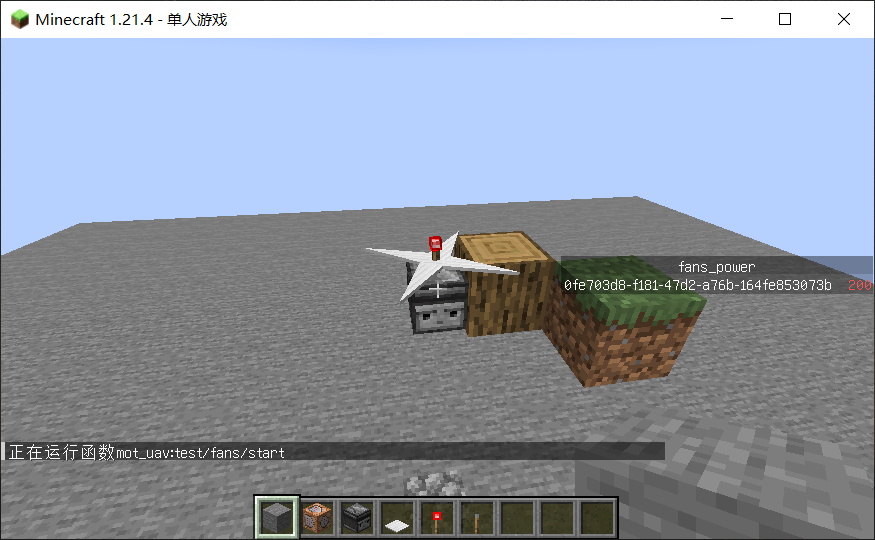 Minecraft 1.21.4 - 单人游戏
fans_power
0fe703d8-f181-47d2-a76b-164fe853073b 200
正在运行函数mot_uav:test/fans/start